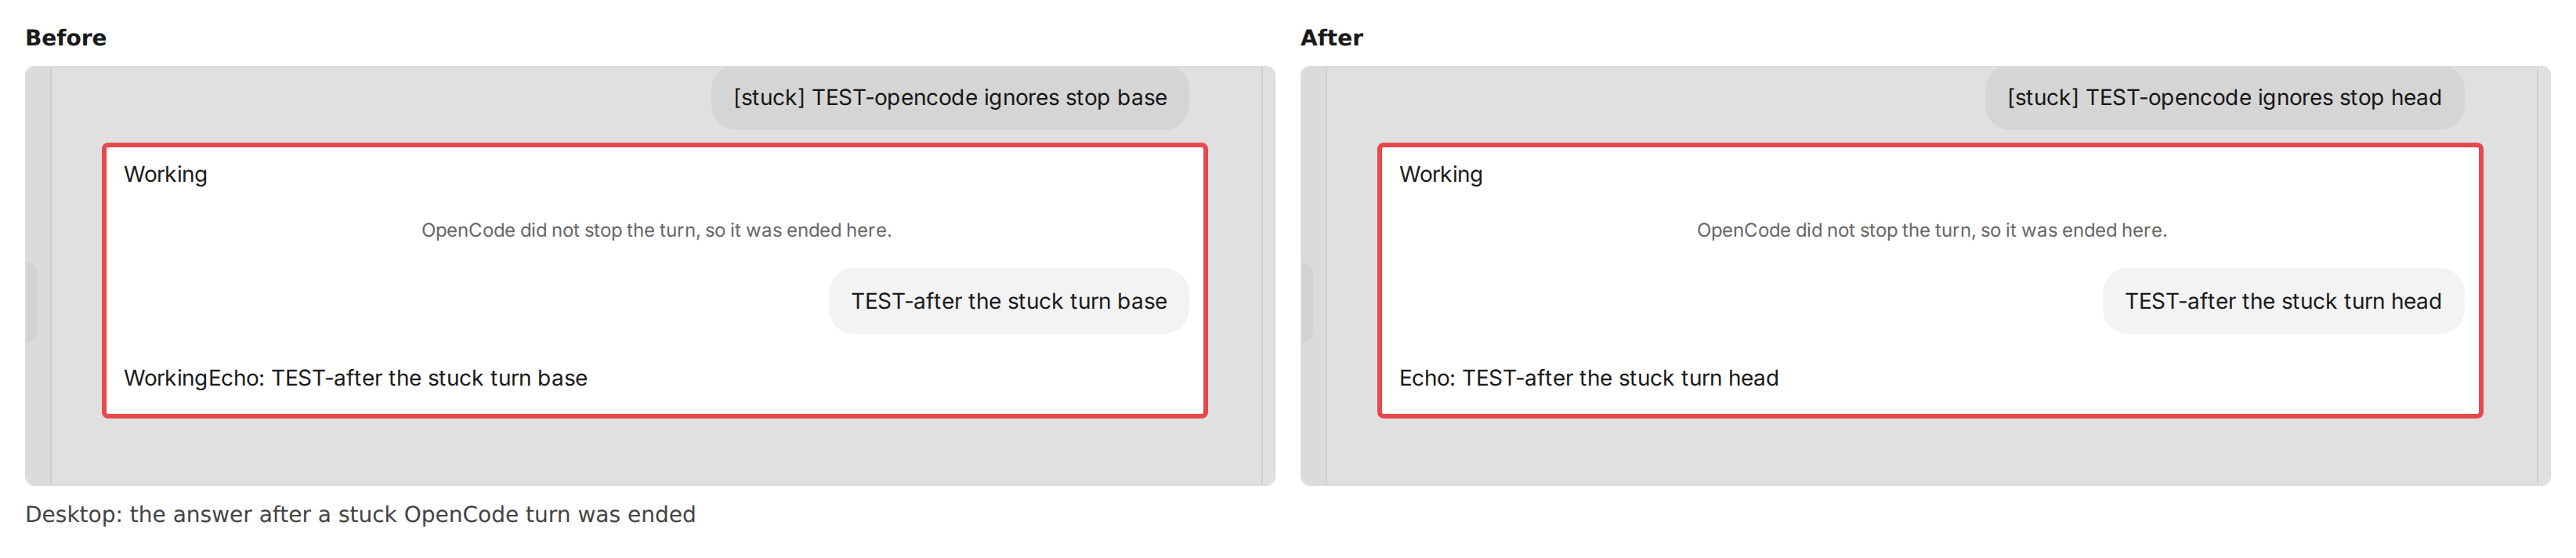 Before
[stuck] TEST-opencode ignores stop base
Working
OpenCode did not stop the turn, so it was ended here.
TEST-after the stuck turn base
WorkingEcho: TEST-after the stuck turn base
After
[stuck] TEST-opencode ignores stop head
Working
OpenCode did not stop the turn, so it was ended here.
TEST-after the stuck turn head
Echo: TEST-after the stuck turn head
Desktop: the answer after a stuck OpenCode turn was ended